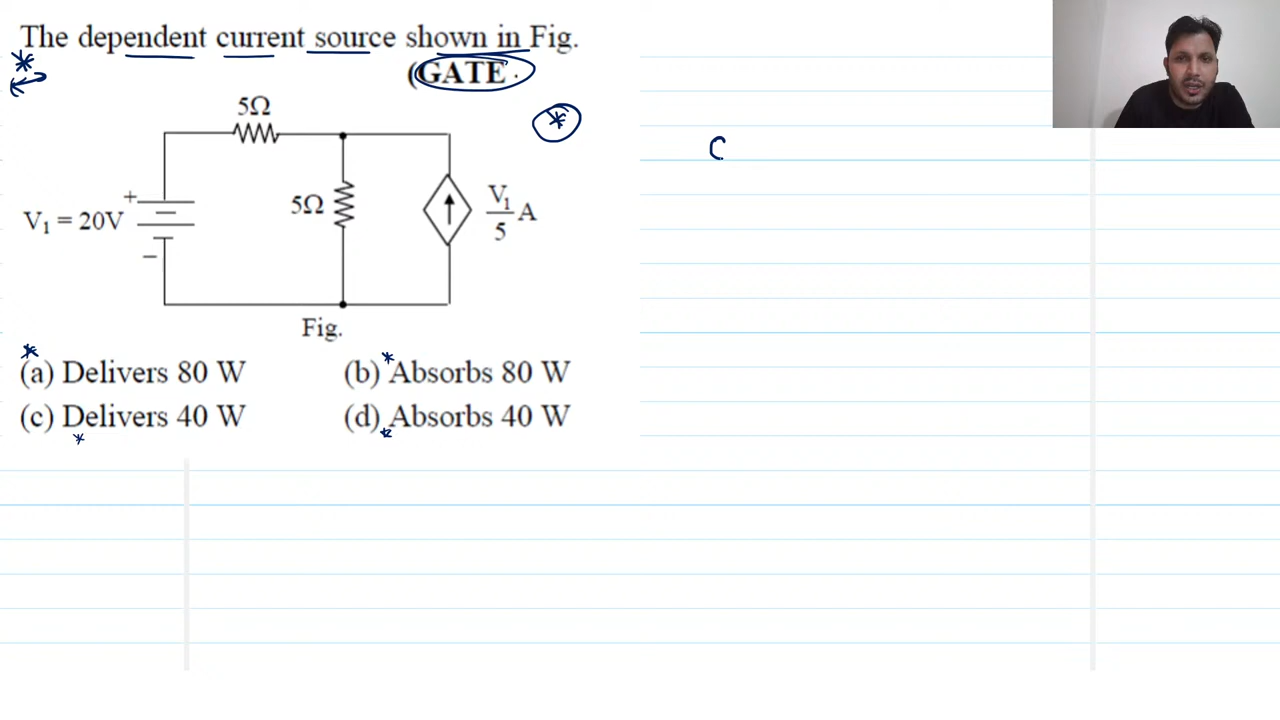 The dependent current source shown in Fig.
(GATE
5Ω
5Ω
V₁ = 20V
+
−
V₁/5 A
Fig.
(a) Delivers 80 W (b) Absorbs 80 W
(c) Delivers 40 W (d) Absorbs 40 W
C